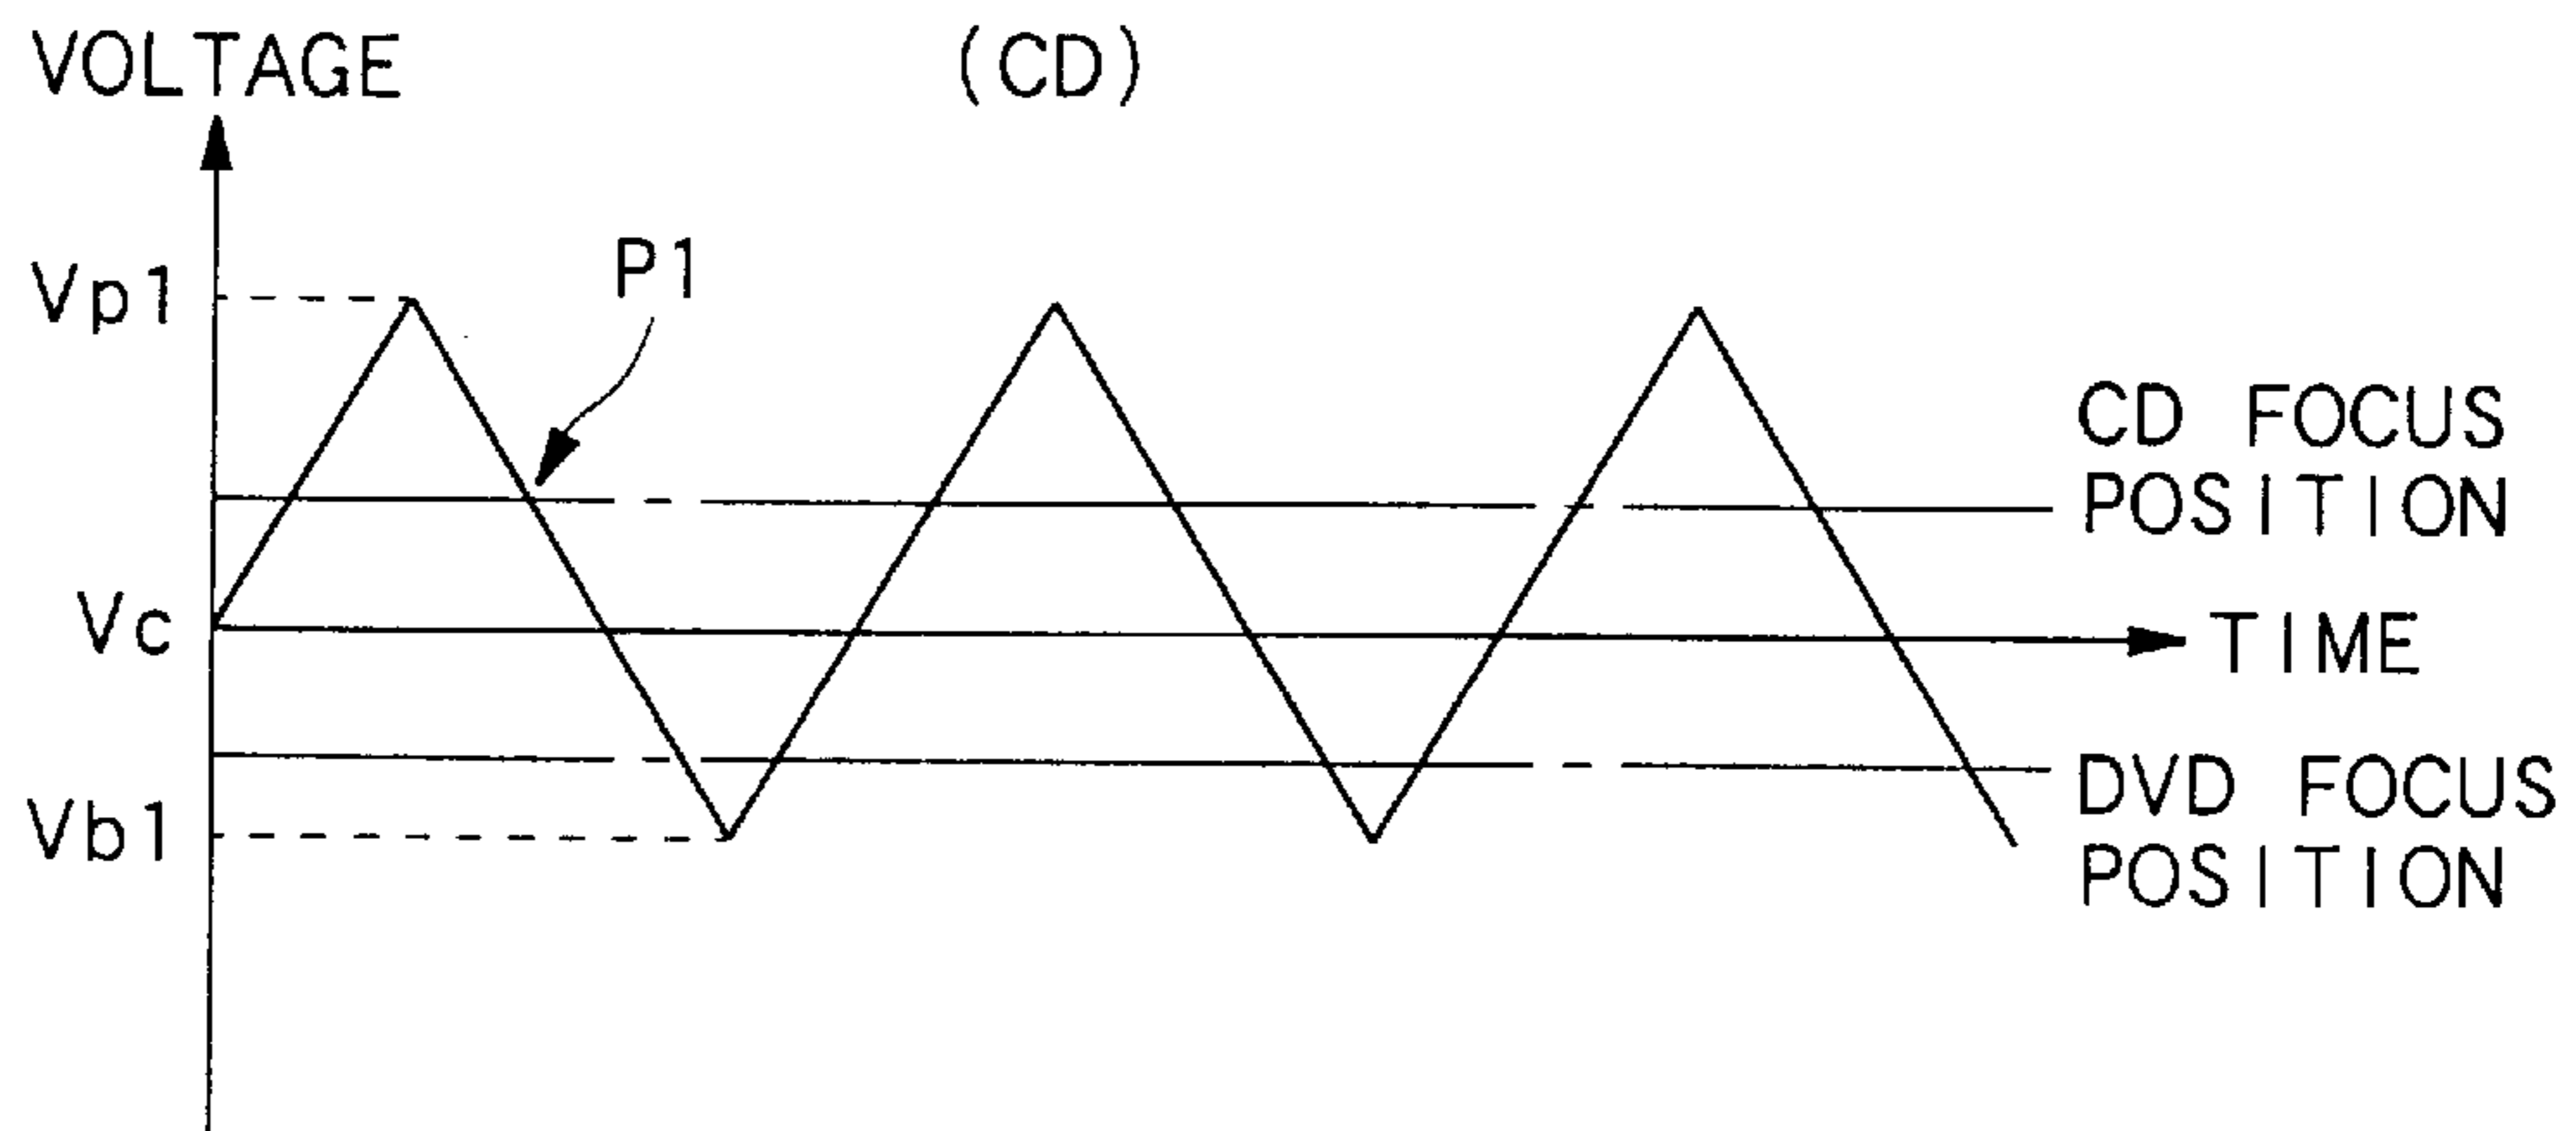 VOLTAGE
(CD)
Vp1
P1
CD FOCUS
POSITION
Vc
TIME
DVD FOCUS
POSITION
Vb1